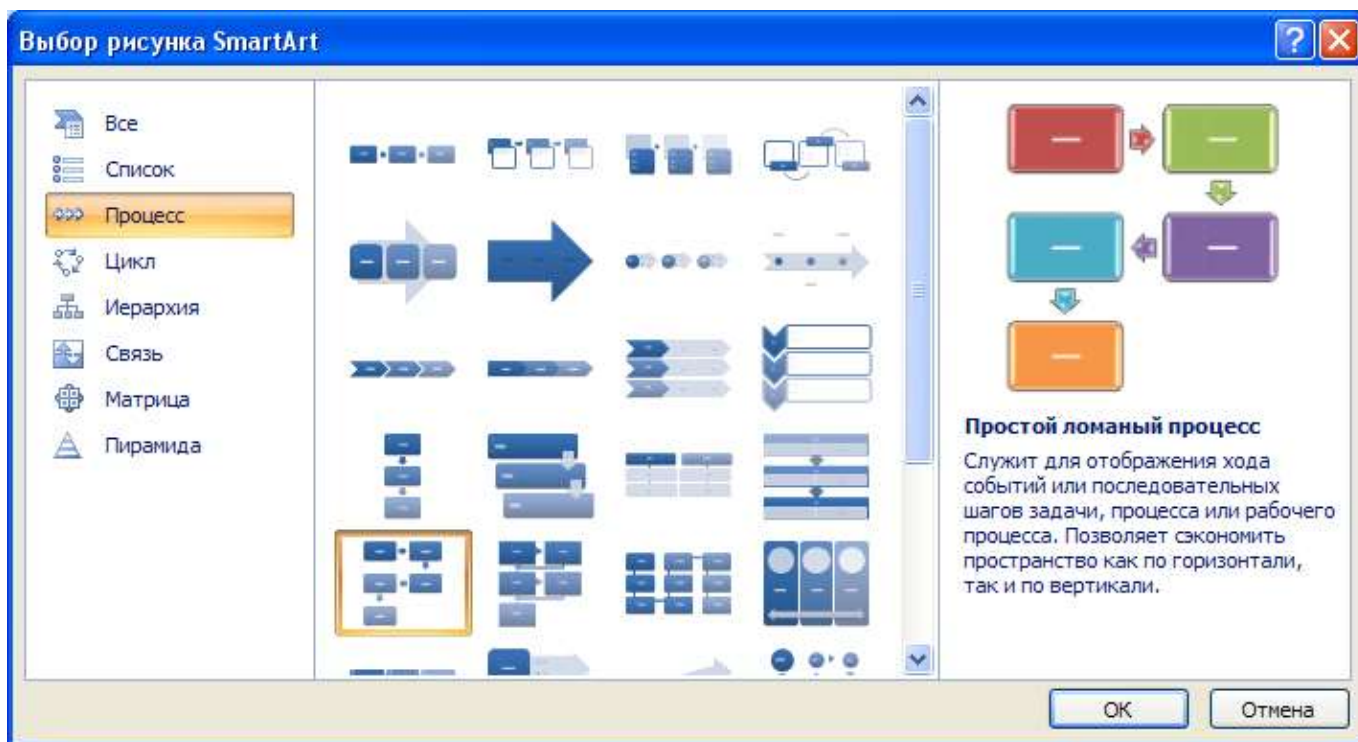 Выбор рисунка SmartArt
Все
Список
Процесс
Цикл
Иерархия
Связь
Матрица
Пирамида
Простой ломаный процесс
Служит для отображения хода
событий или последовательных
шагов задачи, процесса или рабочего
процесса. Позволяет сэкономить
пространство как по горизонтали,
так и по вертикали.
ОК
Отмена